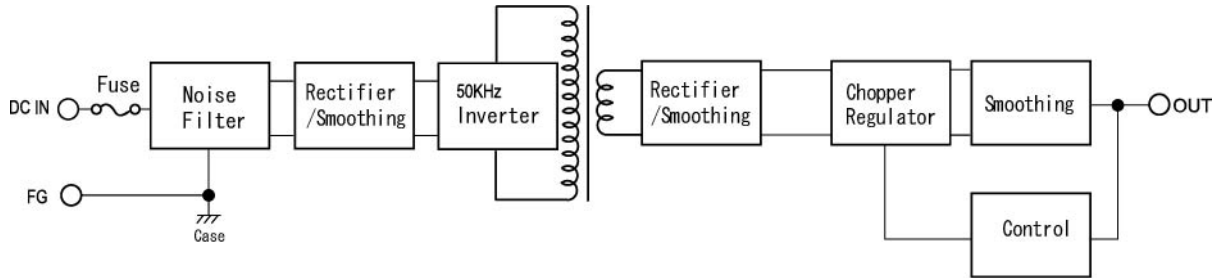 DC IN
Fuse
Noise
Filter
Rectifier
/Smoothing
50KHz
Inverter
Rectifier
/Smoothing
Chopper
Regulator
Smoothing
OUT
FG
Case
Control